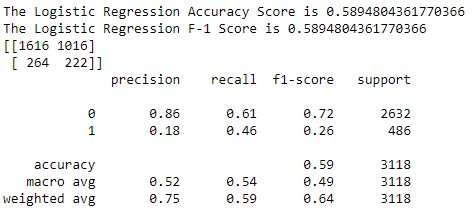 The Logistic Regression Accuracy Score is 0.5894804361770366
The Logistic Regression F-1 Score is 0.5894804361770366
[[1616 1016]
 [ 264  222]]
              precision    recall  f1-score   support

           0       0.86      0.61      0.72      2632
           1       0.18      0.46      0.26       486

    accuracy                           0.59      3118
   macro avg       0.52      0.54      0.49      3118
weighted avg       0.75      0.59      0.64      3118